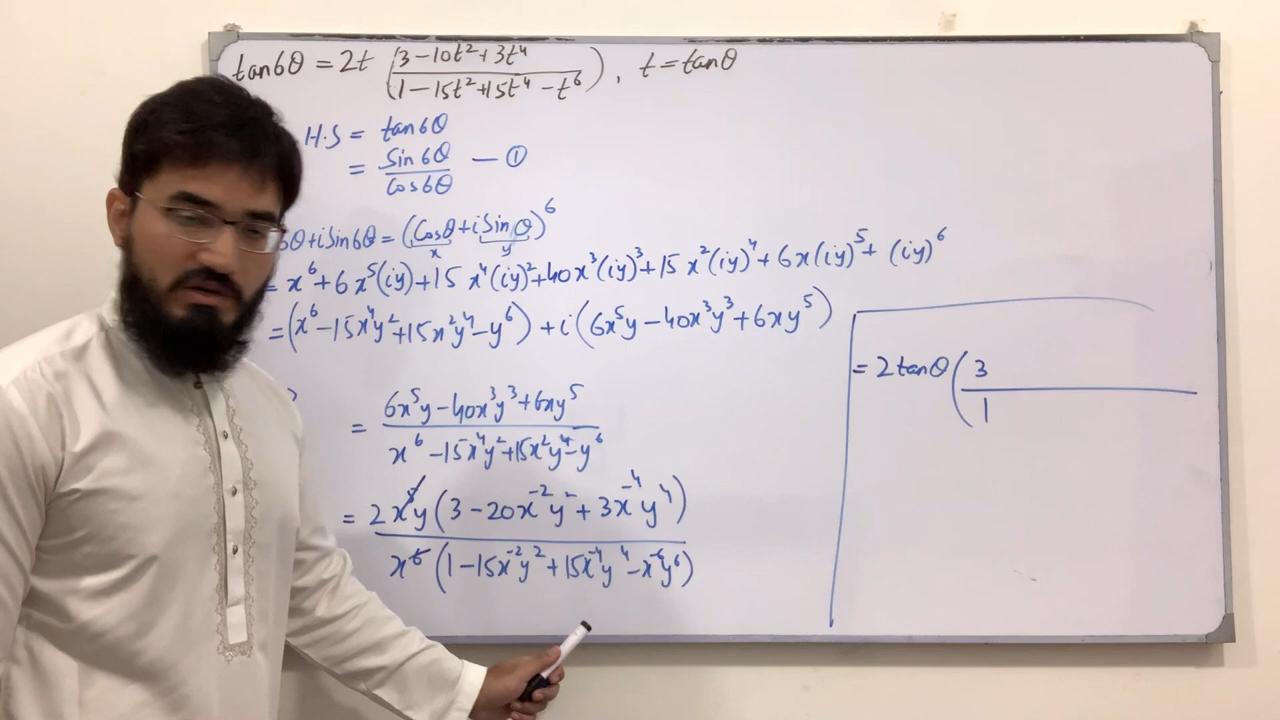 tan6θ = 2t (3-10t²+3t⁴ / 1-15t²+15t⁴-t⁶), t=tanθ
H.S = tan6θ
= Sin6θ / Cos6θ — ①
θ+iSin6θ = (Cosθ+iSinθ)⁶
x y
= x⁶+6x⁵(iy)+15x⁴(iy)²+40x³(iy)³+15x²(iy)⁴+6x(iy)⁵+(iy)⁶
= (x⁶-15x⁴y²+15x²y⁴-y⁶)+i(6x⁵y-40x³y³+6xy⁵)
= 6x⁵y-40x³y³+6xy⁵ / x⁶-15x⁴y²+15x²y⁴-y⁶
= 2x⁵y(3-20x⁻²y²+3x⁻⁴y⁴) / x⁶(1-15x⁻²y²+15x⁻⁴y⁴-x⁻⁶y⁶)
= 2tanθ(3 / 1